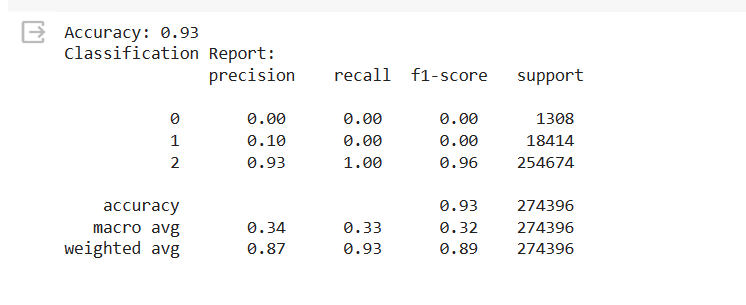 Accuracy: 0.93
Classification Report:
precision recall f1-score support
0 0.00 0.00 0.00 1308
1 0.10 0.00 0.00 18414
2 0.93 1.00 0.96 254674
accuracy 0.93 274396
macro avg 0.34 0.33 0.32 274396
weighted avg 0.87 0.93 0.89 274396